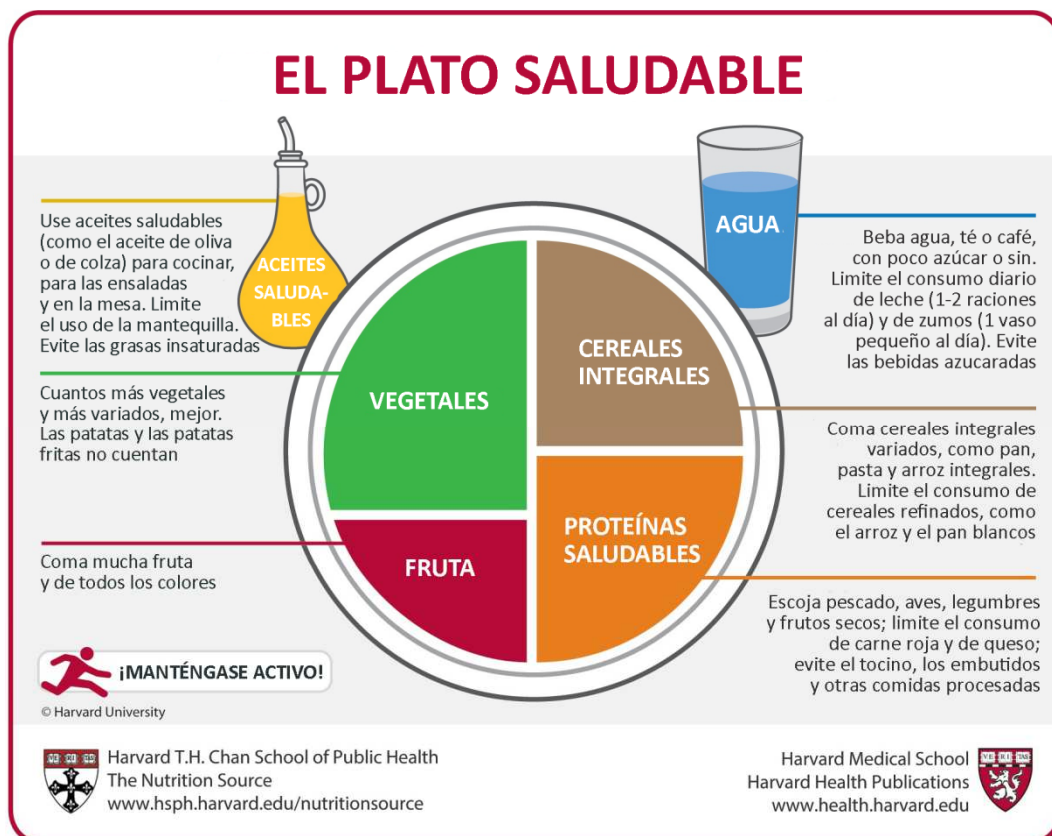 EL PLATO SALUDABLE
Use aceites saludables
(como el aceite de oliva
o de colza) para cocinar,
para las ensaladas
y en la mesa. Limite
el uso de la mantequilla.
Evite las grasas insaturadas
ACEITES
SALUDA-
BLES
AGUA
Beba agua, té o café,
con poco azúcar o sin.
Limite el consumo diario
de leche (1-2 raciones
al día) y de zumos (1 vaso
pequeño al día). Evite
las bebidas azucaradas
VEGETALES
CEREALES
INTEGRALES
Cuantos más vegetales
y más variados, mejor.
Las patatas y las patatas
fritas no cuentan
Coma cereales integrales
variados, como pan,
pasta y arroz integrales.
Limite el consumo de
cereales refinados, como
el arroz y el pan blancos
FRUTA
PROTEÍNAS
SALUDABLES
Coma mucha fruta
y de todos los colores
Escoja pescado, aves, legumbres
y frutos secos; limite el consumo
de carne roja y de queso;
evite el tocino, los embutidos
y otras comidas procesadas
¡MANTÉNGASE ACTIVO!
© Harvard University
VE RI TAS
Harvard T.H. Chan School of Public Health
The Nutrition Source
www.hsph.harvard.edu/nutritionsource
Harvard Medical School
Harvard Health Publications
www.health.harvard.edu
VE RI TAS